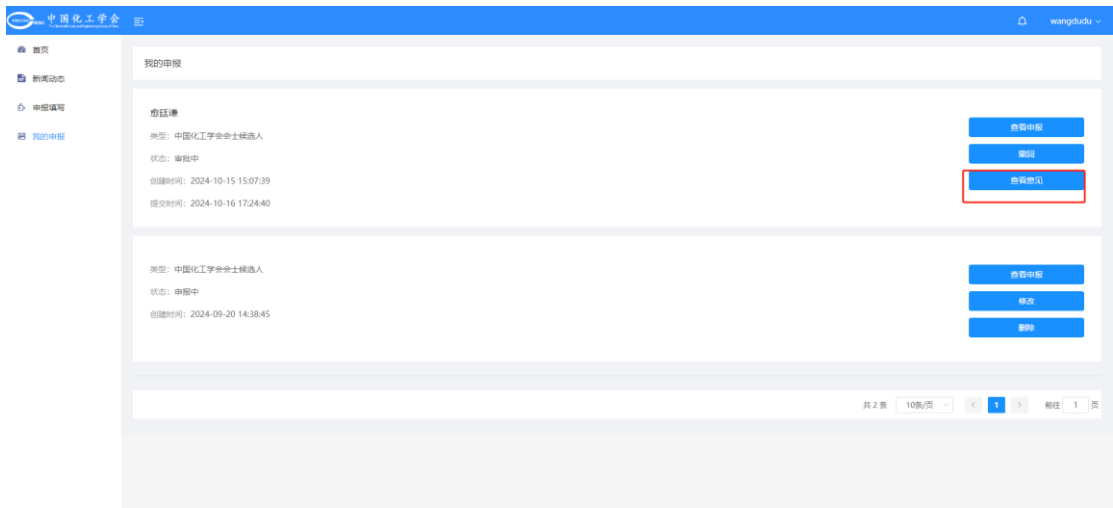 中国化工学会
wangdudu
首页
新闻动态
申报填写
我的申报
我的申报
愈廷谦
类型：中国化工学会会士候选人
状态：审批中
创建时间：2024-10-15 15:07:39
提交时间：2024-10-16 17:24:40
查看申报
撤回
查看意见
类型：中国化工学会会士候选人
状态：申报中
创建时间：2024-09-20 14:38:45
查看申报
修改
删除
共 2 条 10条/页 < 1 > 前往 1 页